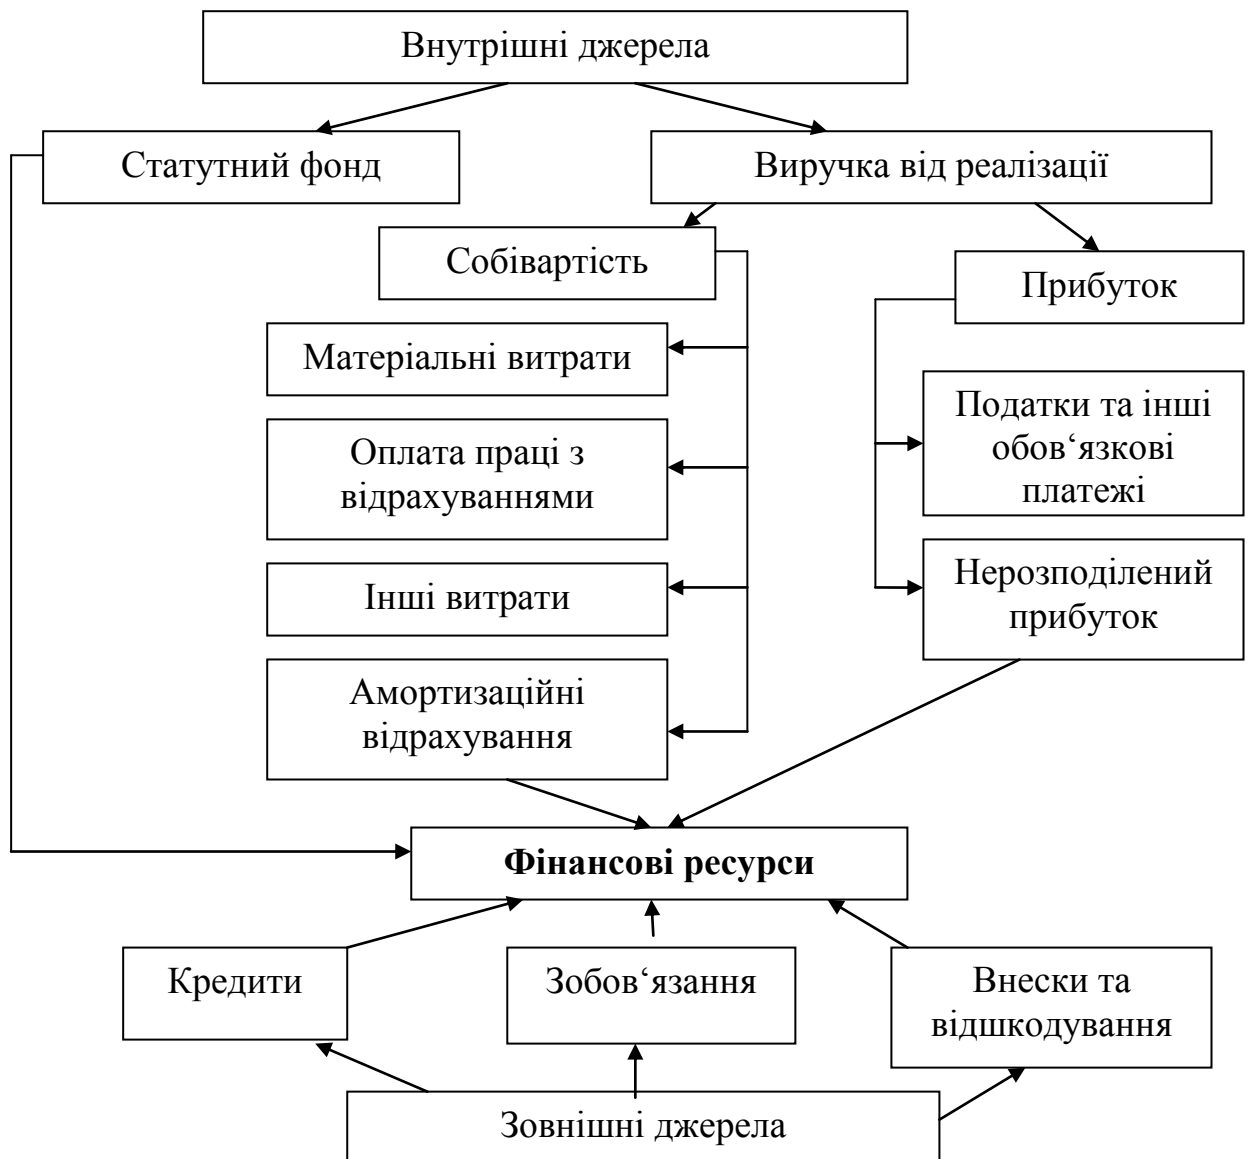 Внутрішні джерела
Статутний фонд
Виручка від реалізації
Собівартість
Прибуток
Матеріальні витрати
Податки та інші
обов‘язкові
платежі
Оплата праці з
відрахуваннями
Інші витрати
Нерозподілений
прибуток
Амортизаційні
відрахування
Фінансові ресурси
Кредити
Зобов‘язання
Внески та
відшкодування
Зовнішні джерела